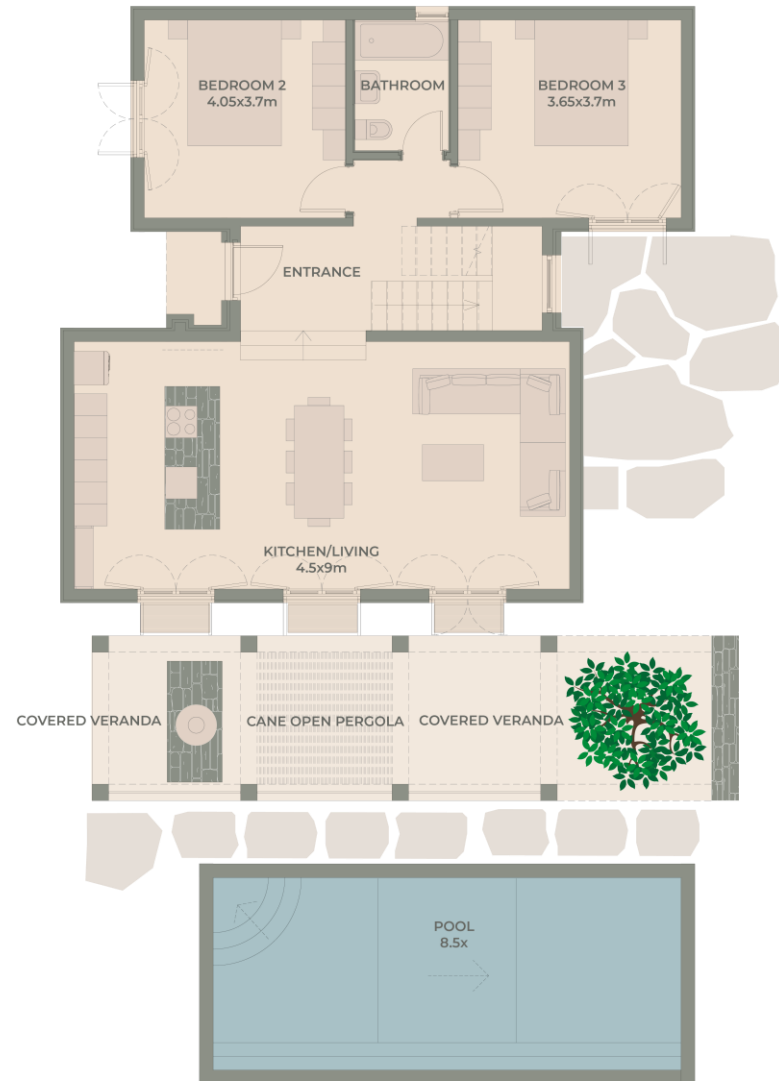 BEDROOM 2
4.05x3.7m
BATHROOM
BEDROOM 3
3.65x3.7m
ENTRANCE
KITCHEN/LIVING
4.5x9m
COVERED VERANDA
CANE OPEN PERGOLA
COVERED VERANDA
POOL
8.5x